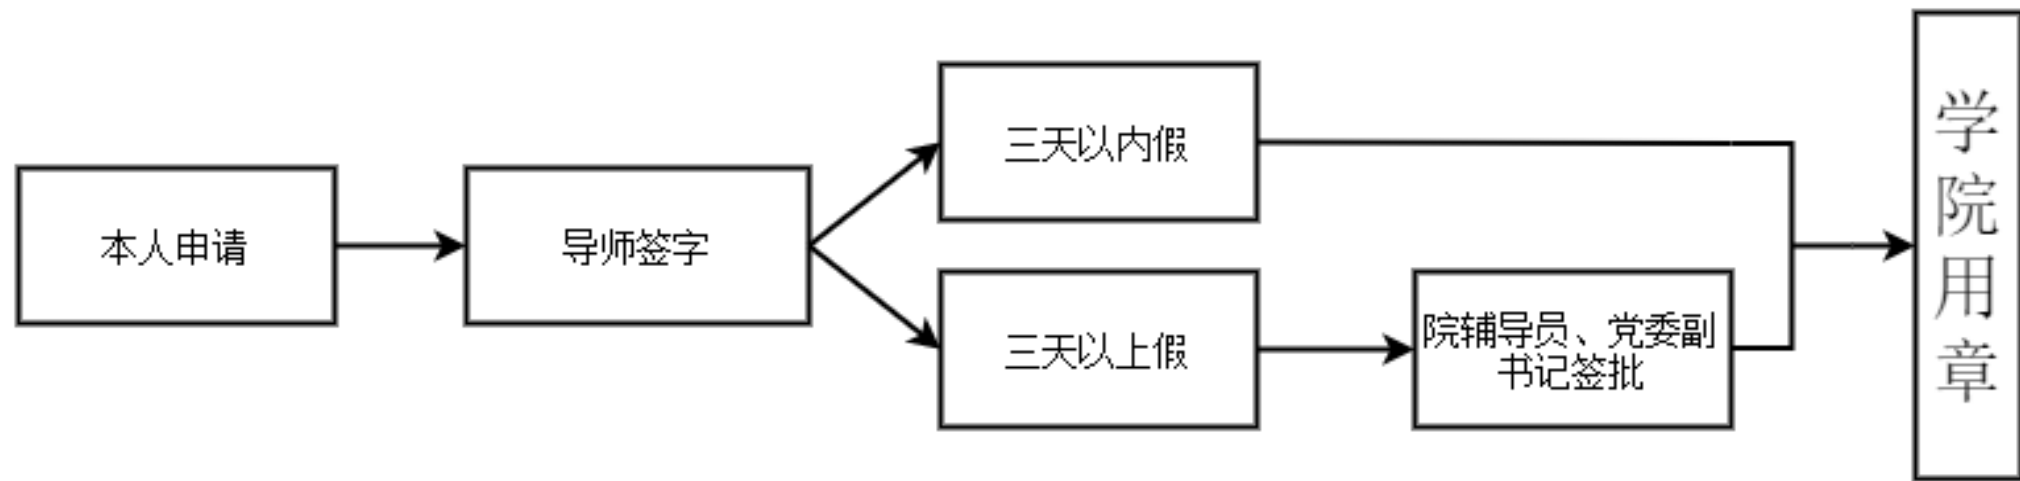 本人申请
导师签字
三天以内假
三天以上假
院辅导员、党委副
书记签批
学院用章